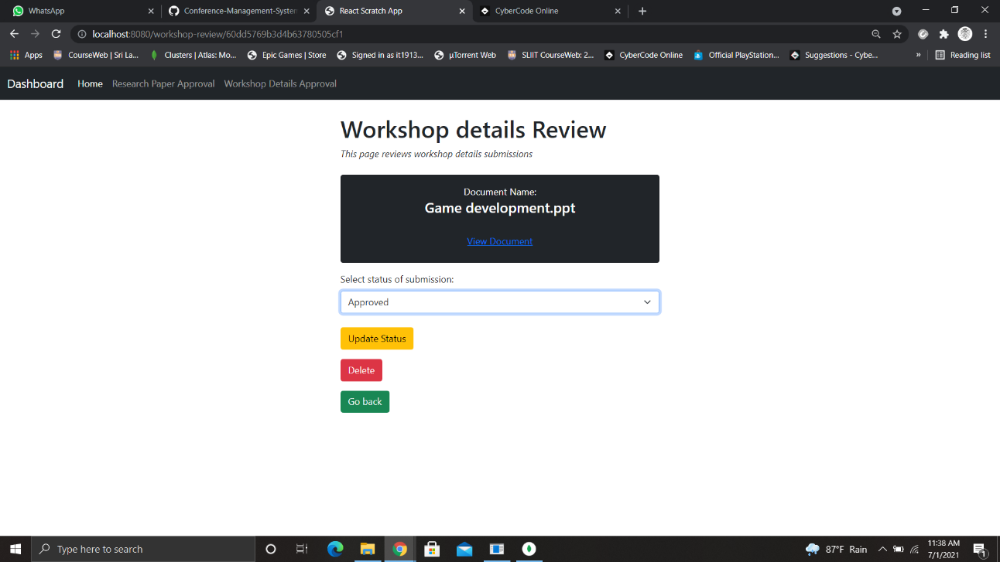 WhatsApp
Conference-Management-System
React Scratch App
CyberCode Online
localhost:8080/workshop-review/60dd5769b3d4b63780505cf1
Apps
CourseWeb | Sri La...
Clusters | Atlas: Mo...
Epic Games | Store
Signed in as it1913...
µTorrent Web
SLIIT CourseWeb: 2...
CyberCode Online
Official PlayStation...
Suggestions - Cybe...
»
Reading list
Dashboard Home Research Paper Approval Workshop Details Approval
Workshop details Review
This page reviews workshop details submissions
Document Name:
Game development.ppt
View Document
Select status of submission:
Approved
Update Status
Delete
Go back
Type here to search
87°F Rain
11:38 AM
7/1/2021
1